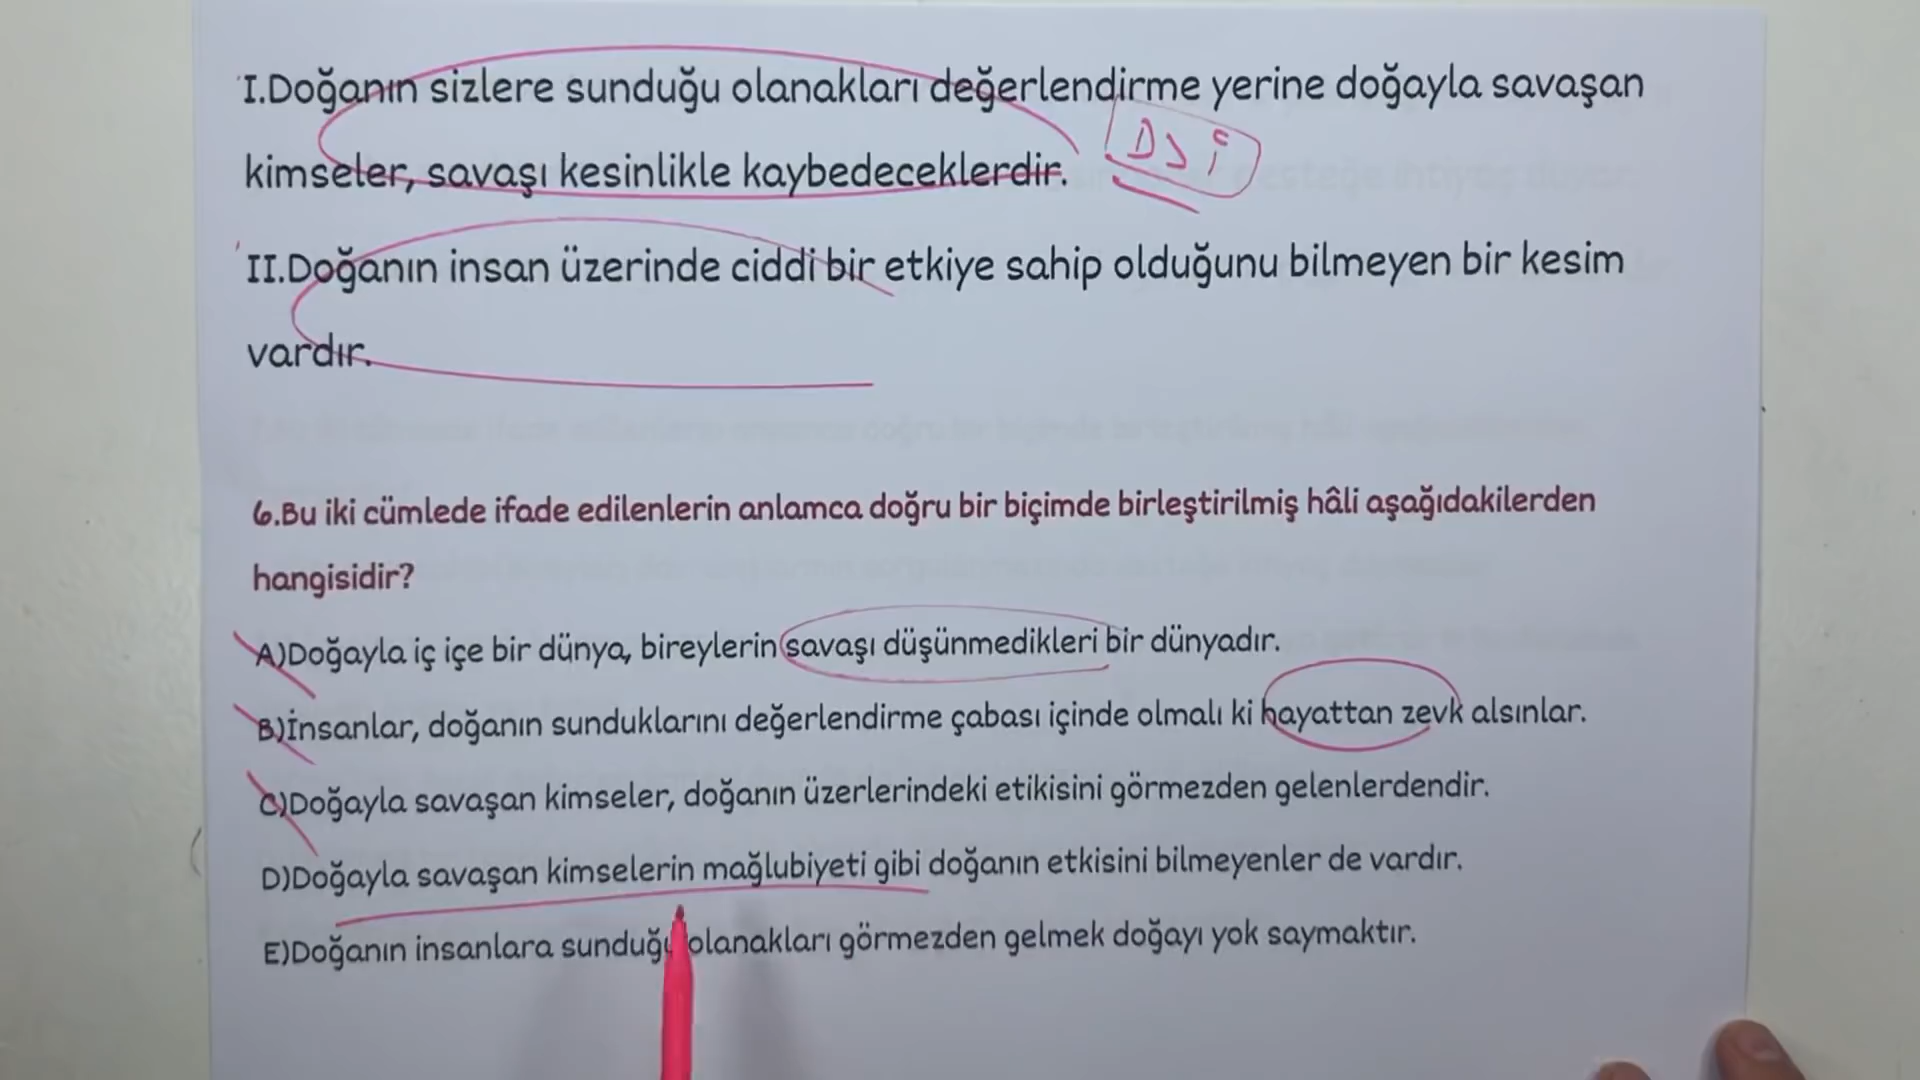 I.Doğanın sizlere sunduğu olanakları değerlendirme yerine doğayla savaşan
kimseler, savaşı kesinlikle kaybedeceklerdir.
II.Doğanın insan üzerinde ciddi bir etkiye sahip olduğunu bilmeyen bir kesim
vardır.
6.Bu iki cümlede ifade edilenlerin anlamca doğru bir biçimde birleştirilmiş hâli aşağıdakilerden
hangisidir?
A)Doğayla iç içe bir dünya, bireylerin savaşı düşünmedikleri bir dünyadır.
B)İnsanlar, doğanın sunduklarını değerlendirme çabası içinde olmalı ki hayattan zevk alsınlar.
C)Doğayla savaşan kimseler, doğanın üzerlerindeki etikisini görmezden gelenlerdendir.
D)Doğayla savaşan kimselerin mağlubiyeti gibi doğanın etkisini bilmeyenler de vardır.
E)Doğanın insanlara sunduğu olanakları görmezden gelmek doğayı yok saymaktır.